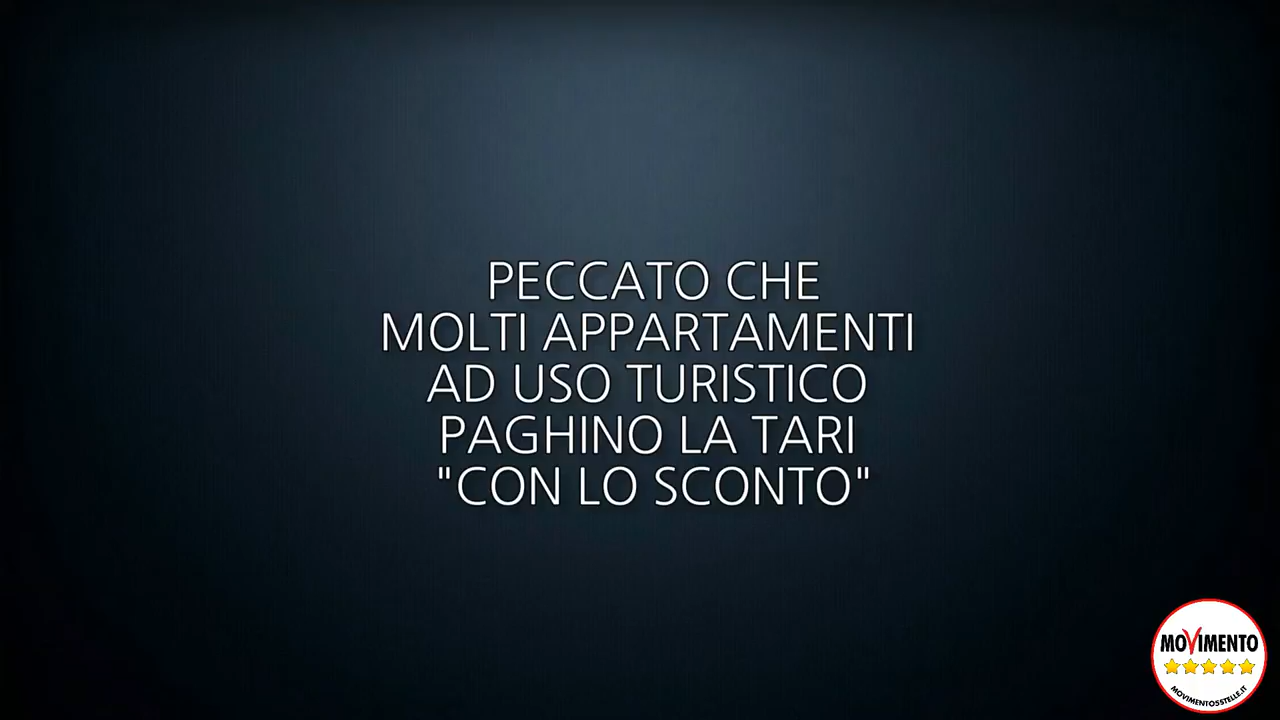 PECCATO CHE
MOLTI APPARTAMENTI
AD USO TURISTICO
PAGHINO LA TARI
"CON LO SCONTO"
MOVIMENTO
MOVIMENTO5STELLE.IT